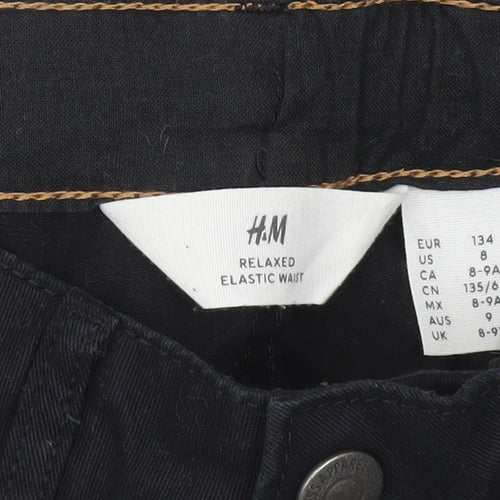 H&M
RELAXED
ELASTIC WAIST
EUR 134
US 8
CA 8-9A
CN 135/6
MX 8-9A
AUS 9
UK 8-9